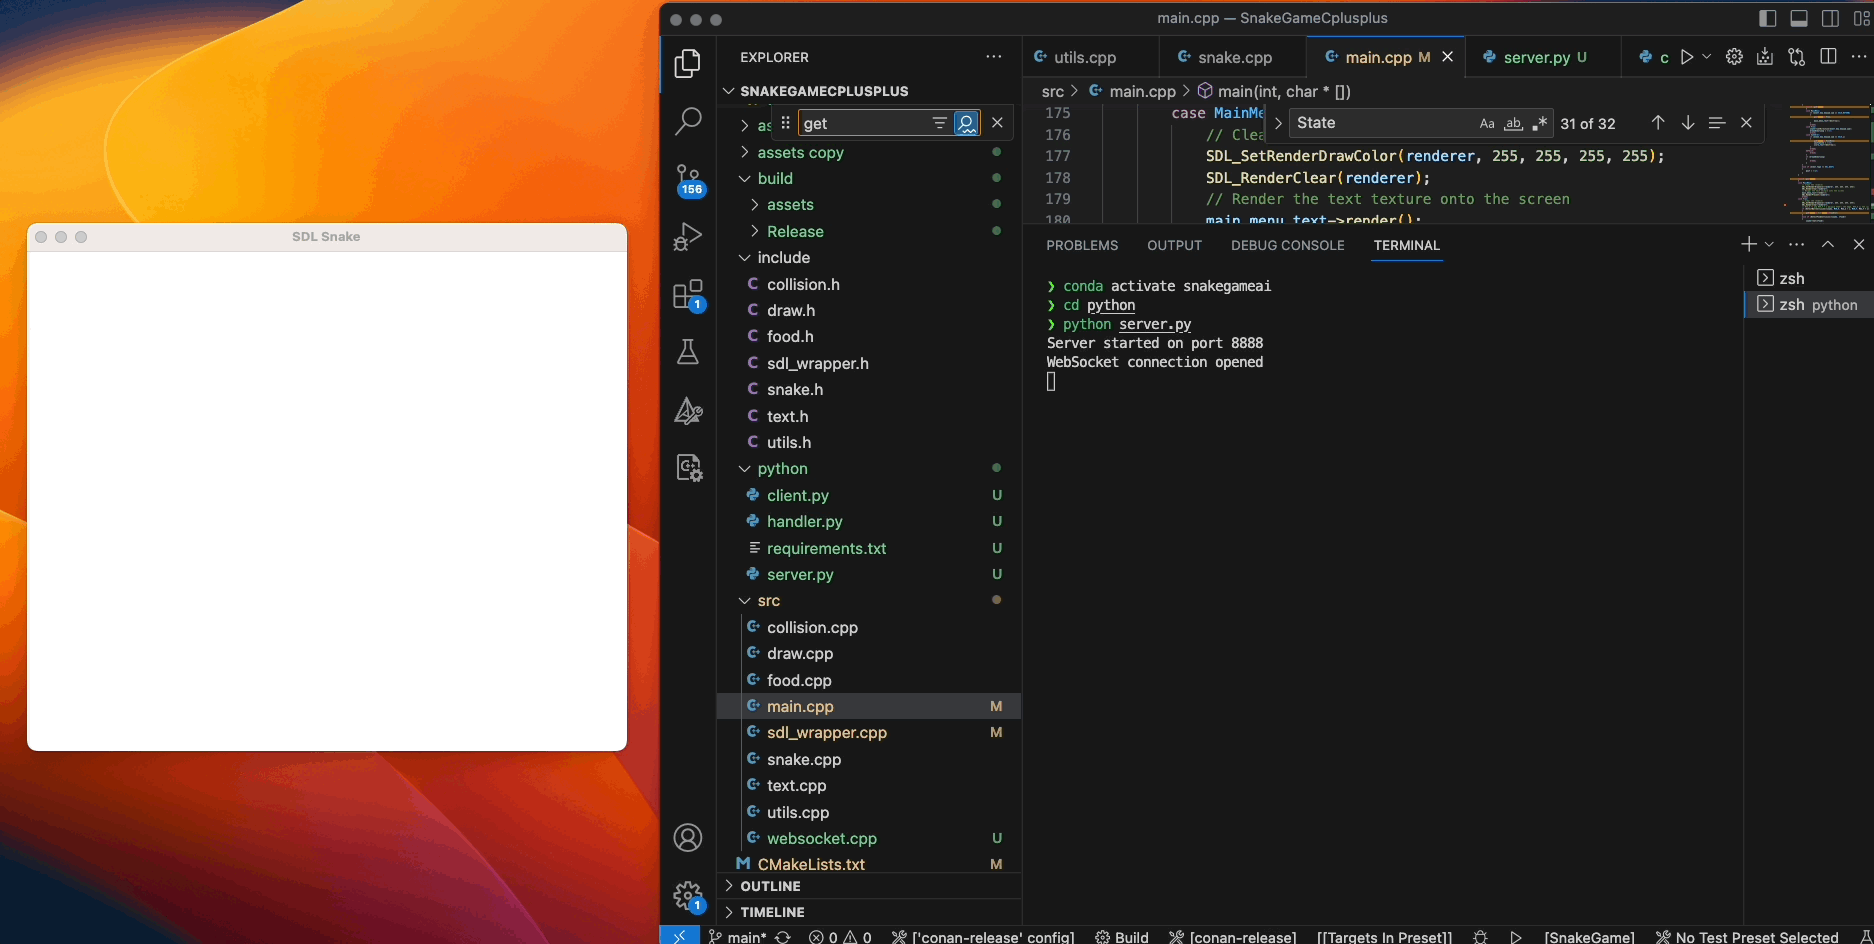 SDL Snake
main.cpp — SnakeGameCplusplus
EXPLORER
SNAKEGAMECPLUSPLUS
get
as
assets copy
build
assets
Release
include
collision.h
draw.h
food.h
sdl_wrapper.h
snake.h
text.h
utils.h
python
client.py U
handler.py U
requirements.txt U
server.py U
src
collision.cpp
draw.cpp
food.cpp
main.cpp M
sdl_wrapper.cpp M
snake.cpp
text.cpp
utils.cpp
websocket.cpp U
CMakeLists.txt M
OUTLINE
TIMELINE
156
1
1
utils.cpp snake.cpp main.cpp M server.py U c
src > main.cpp > main(int, char * [])
State Aa ab 31 of 32
175 case MainMe
176 // Clea
177 SDL_SetRenderDrawColor(renderer, 255, 255, 255, 255);
178 SDL_RenderClear(renderer);
179 // Render the text texture onto the screen
180 main_menu_text->render();
PROBLEMS OUTPUT DEBUG CONSOLE TERMINAL
❯ conda activate snakegameai
❯ cd python
❯ python server.py
Server started on port 8888
WebSocket connection opened
zsh
zsh python
main* 0 0 ['conan-release' config] Build [conan-release] [[Targets In Preset]] [SnakeGame] No Test Preset Selected